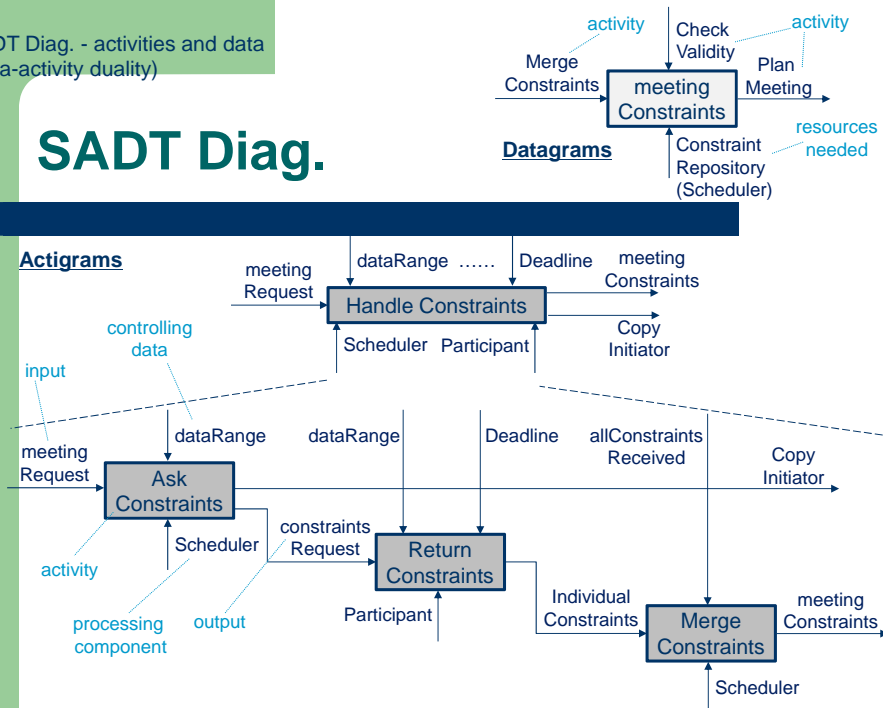 DT Diag. - activities and data
a-activity duality)
SADT Diag.
activity
Check
Validity
activity
Merge
Constraints
meeting
Constraints
Plan
Meeting
resources
needed
Datagrams
Constraint
Repository
(Scheduler)
Actigrams
meeting
Request
dataRange ……
Deadline
meeting
Constraints
Handle Constraints
Copy
Initiator
Scheduler
Participant
controlling
data
input
meeting
Request
dataRange
dataRange
Deadline
allConstraints
Received
Copy
Initiator
Ask
Constraints
Scheduler
constraints
Request
Return
Constraints
activity
processing
component
output
Participant
Individual
Constraints
Merge
Constraints
meeting
Constraints
Scheduler